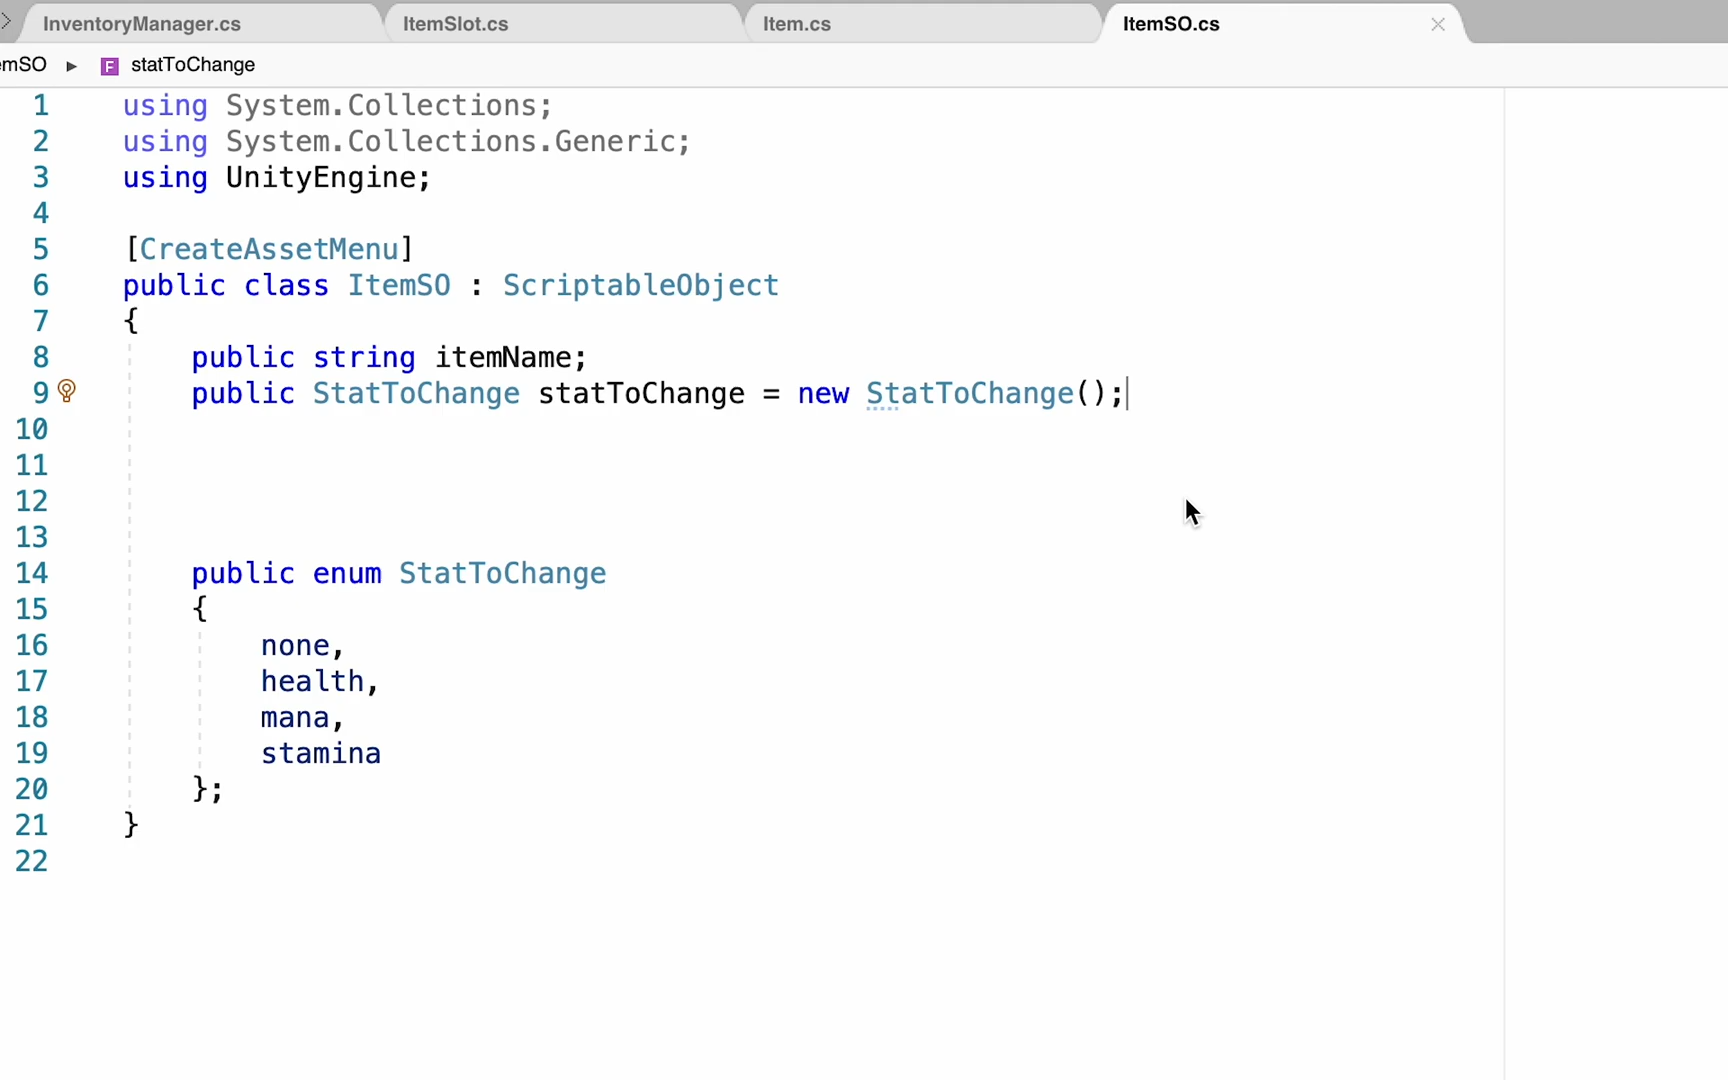 InventoryManager.cs ItemSlot.cs Item.cs ItemSO.cs
emSO ▸ F statToChange
1 using System.Collections;
2 using System.Collections.Generic;
3 using UnityEngine;
4
5 [CreateAssetMenu]
6 public class ItemSO : ScriptableObject
7 {
8 public string itemName;
9 public StatToChange statToChange = new StatToChange();
10
11
12
13
14 public enum StatToChange
15 {
16 none,
17 health,
18 mana,
19 stamina
20 };
21 }
22